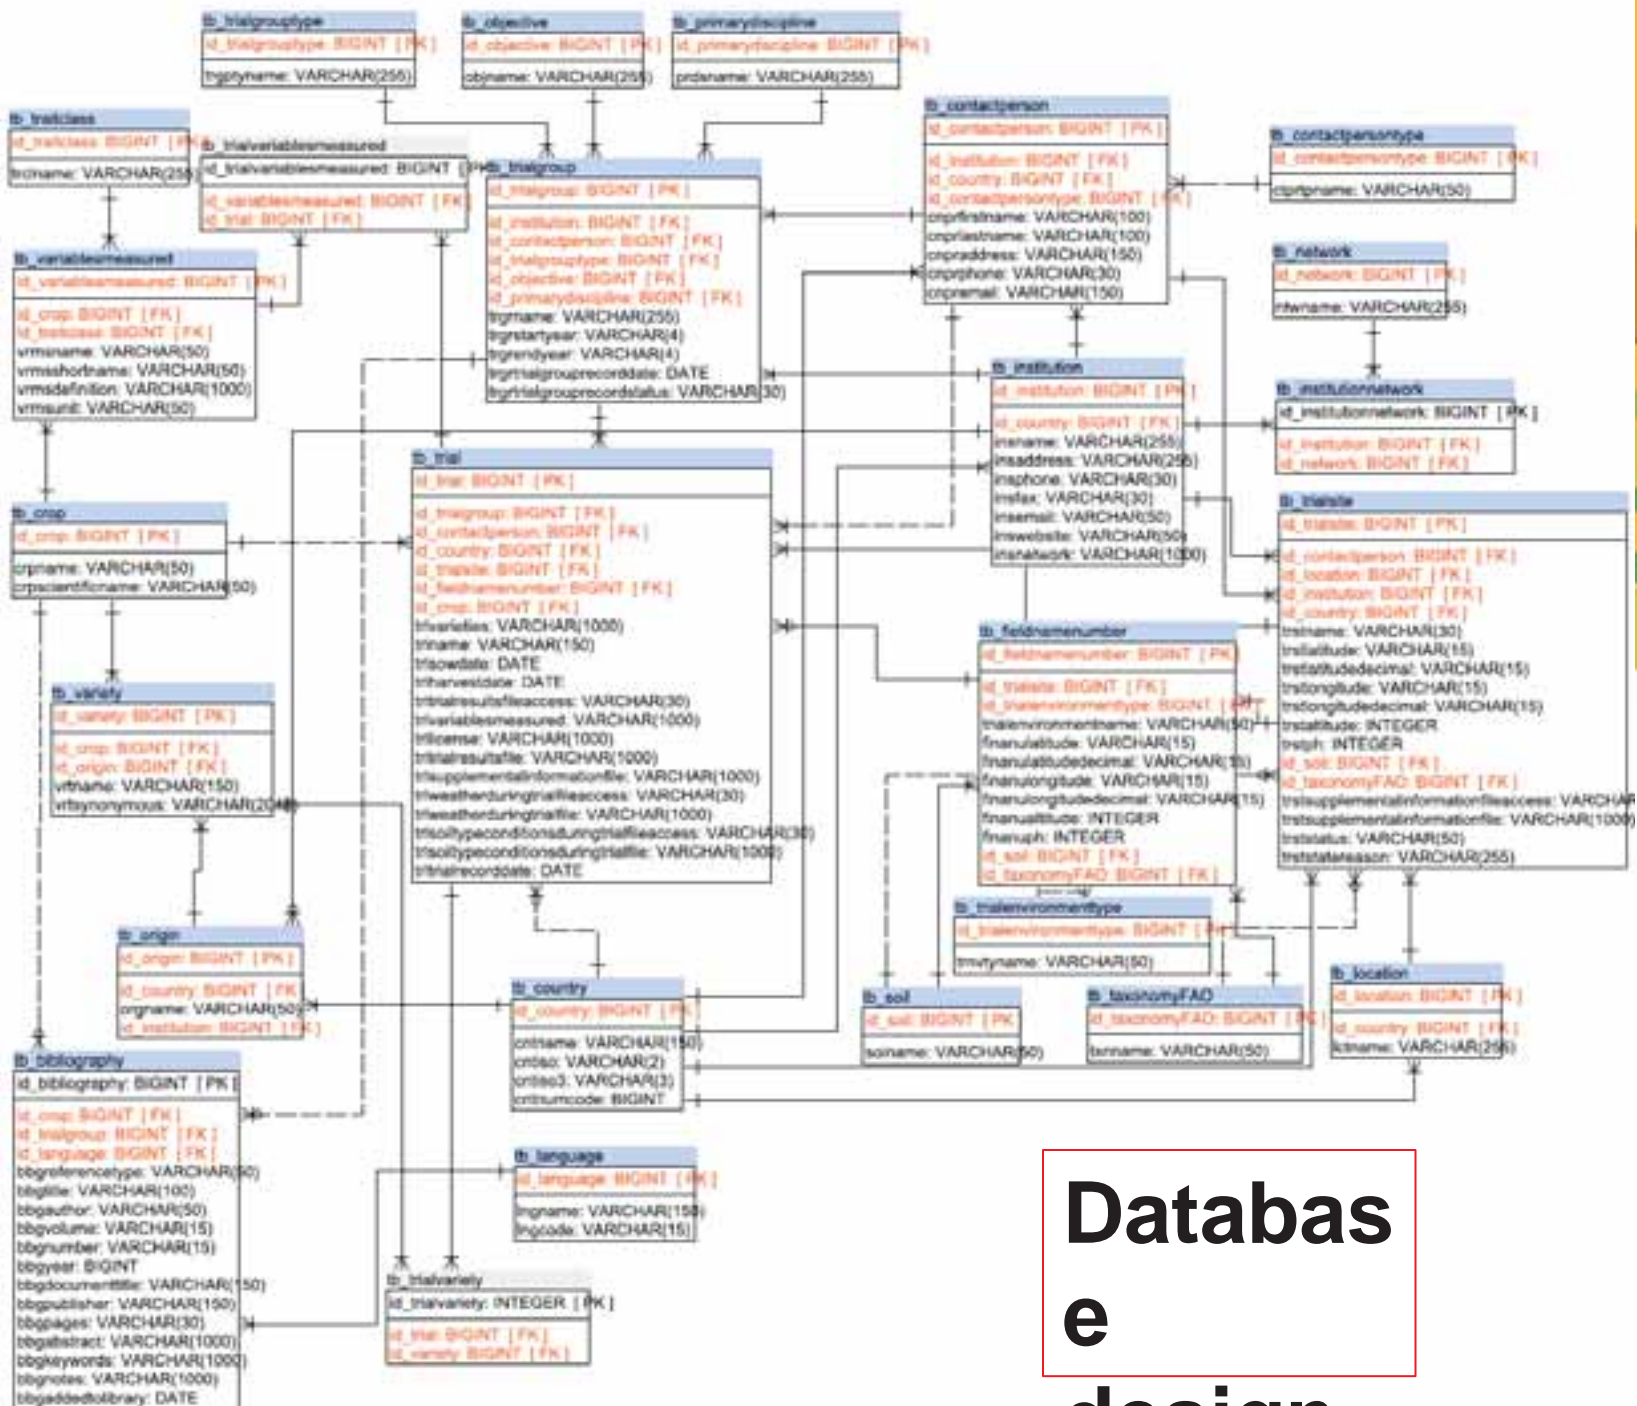 tb_trialgrouptype
id_trialgrouptype: BIGINT [ PK ]
trgptyname: VARCHAR(255)
tb_objective
id_objective: BIGINT [ PK ]
objname: VARCHAR(255)
tb_primarydiscipline
id_primarydiscipline: BIGINT [ PK ]
prdsname: VARCHAR(255)
tb_traitclass
id_traitclass: BIGINT [ PK ]
trclname: VARCHAR(255)
tb_trialvariablesmeasured
id_trialvariablesmeasured: BIGINT [ PK ]
id_variablesmeasured: BIGINT [ FK ]
id_trial: BIGINT [ FK ]
tb_trialgroup
id_trialgroup: BIGINT [ PK ]
id_institution: BIGINT [ FK ]
id_contactperson: BIGINT [ FK ]
id_trialgrouptype: BIGINT [ FK ]
id_objective: BIGINT [ FK ]
id_primarydiscipline: BIGINT [ FK ]
trgrname: VARCHAR(255)
trgrstartyear: VARCHAR(4)
trgrendyear: VARCHAR(4)
trgrtrialgrouprecorddate: DATE
trgrtrialgrouprecordstatus: VARCHAR(30)
tb_contactperson
id_contactperson: BIGINT [ PK ]
id_institution: BIGINT [ FK ]
id_country: BIGINT [ FK ]
id_contactpersontype: BIGINT [ FK ]
cnprfirstname: VARCHAR(100)
cnprlastname: VARCHAR(100)
cnpraddress: VARCHAR(150)
cnprphone: VARCHAR(30)
cnpremail: VARCHAR(150)
tb_contactpersontype
id_contactpersontype: BIGINT [ PK ]
ctprtpname: VARCHAR(50)
tb_network
id_network: BIGINT [ PK ]
ntwname: VARCHAR(255)
tb_variablesmeasured
id_variablesmeasured: BIGINT [ PK ]
id_crop: BIGINT [ FK ]
id_traitclass: BIGINT [ FK ]
vrmsname: VARCHAR(50)
vrmsshortname: VARCHAR(50)
vrmsdefinition: VARCHAR(1000)
vrmsunit: VARCHAR(50)
tb_institution
id_institution: BIGINT [ PK ]
id_country: BIGINT [ FK ]
insname: VARCHAR(255)
insaddress: VARCHAR(255)
insphone: VARCHAR(30)
insfax: VARCHAR(30)
insemail: VARCHAR(50)
inswebsite: VARCHAR(50)
insnetwork: VARCHAR(1000)
tb_institutionnetwork
id_institutionnetwork: BIGINT [ PK ]
id_institution: BIGINT [ FK ]
id_network: BIGINT [ FK ]
tb_trial
id_trial: BIGINT [ PK ]
id_trialgroup: BIGINT [ FK ]
id_contactperson: BIGINT [ FK ]
id_country: BIGINT [ FK ]
id_trialsite: BIGINT [ FK ]
id_fieldnamenumber: BIGINT [ FK ]
id_crop: BIGINT [ FK ]
trlvarieties: VARCHAR(1000)
trlname: VARCHAR(150)
trlsowdate: DATE
trlharvestdate: DATE
trltrialresultsfileaccess: VARCHAR(30)
trlvariablesmeasured: VARCHAR(1000)
trllicense: VARCHAR(1000)
trltrialresultsfile: VARCHAR(1000)
trlsupplementalinformationfile: VARCHAR(1000)
trlweatherduringtrialfileaccess: VARCHAR(30)
trlweatherduringtrialfile: VARCHAR(1000)
trlsoiltypeconditionsduringtrialfileaccess: VARCHAR(30)
trlsoiltypeconditionsduringtrialfile: VARCHAR(1000)
trltrialrecorddate: DATE
tb_crop
id_crop: BIGINT [ PK ]
crpname: VARCHAR(50)
crpscientificname: VARCHAR(50)
tb_trialsite
id_trialsite: BIGINT [ PK ]
id_contactperson: BIGINT [ FK ]
id_location: BIGINT [ FK ]
id_institution: BIGINT [ FK ]
id_country: BIGINT [ FK ]
trstname: VARCHAR(30)
trstlatitude: VARCHAR(15)
trstlatitudedecimal: VARCHAR(15)
trstlongitude: VARCHAR(15)
trstlongitudedecimal: VARCHAR(15)
trstaltitude: INTEGER
trstph: INTEGER
id_soil: BIGINT [ FK ]
id_taxonomyFAO: BIGINT [ FK ]
trstsupplementalinformationfileaccess: VARCHAR
trstsupplementalinformationfile: VARCHAR(1000)
trststatus: VARCHAR(50)
trststatereason: VARCHAR(255)
tb_fieldnamenumber
id_fieldnamenumber: BIGINT [ PK ]
id_trialsite: BIGINT [ FK ]
id_trialenvironmenttype: BIGINT [
trialenvironmentname: VARCHAR(50)
finanulatitude: VARCHAR(15)
finanulatitudedecimal: VARCHAR(15)
finanulongitude: VARCHAR(15)
finanulongitudedecimal: VARCHAR(15)
finanualtitude: INTEGER
finanuph: INTEGER
id_soil: BIGINT [ FK ]
id_taxonomyFAO: BIGINT [ FK ]
tb_variety
id_variety: BIGINT [ PK ]
id_crop: BIGINT [ FK ]
id_origin: BIGINT [ FK ]
vrtname: VARCHAR(150)
tb_trialenvironmenttype
id_trialenvironmenttype: BIGINT [
trnvtyname: VARCHAR(50)
tb_origin
id_origin: BIGINT [ PK ]
id_country: BIGINT [ FK
orgname: VARCHAR(50)
id_institution: BIGINT [ FK ]
tb_country
id_country: BIGINT [ PK ]
cntname: VARCHAR(150)
cntiso: VARCHAR(2)
cntiso3: VARCHAR(3)
cntnumcode: BIGINT
tb_soil
id_soil: BIGINT [ PK
soiname: VARCHAR(50)
tb_taxonomyFAO
id_taxonomyFAO: BIGINT [ PK ]
txnname: VARCHAR(50)
tb_location
id_location: BIGINT [ PK ]
id_country: BIGINT [ FK ]
lctname: VARCHAR(255)
tb_bibliography
id_bibliography: BIGINT [ PK ]
id_crop: BIGINT [ FK ]
id_trialgroup: BIGINT [ FK ]
id_language: BIGINT [ FK ]
bbgreferencetype: VARCHAR(50)
bbgtitle: VARCHAR(100)
bbgauthor: VARCHAR(50)
bbgvolume: VARCHAR(15)
bbgnumber: VARCHAR(15)
bbgyear: BIGINT
bbgdocumenttitle: VARCHAR(150)
bbgpublisher: VARCHAR(150)
bbgpages: VARCHAR(30)
bbgabstract: VARCHAR(1000)
bbgkeywords: VARCHAR(1000)
bbgnotes: VARCHAR(1000)
bbgaddedtolibrary: DATE
tb_language
id_language: BIGINT [ PK ]
lngname: VARCHAR(150)
lngcode: VARCHAR(15)
tb_trialvariety
id_trialvariety: INTEGER [ PK ]
id_trial: BIGINT [ FK ]
id_variety: BIGINT [ FK ]
Databas
e
design